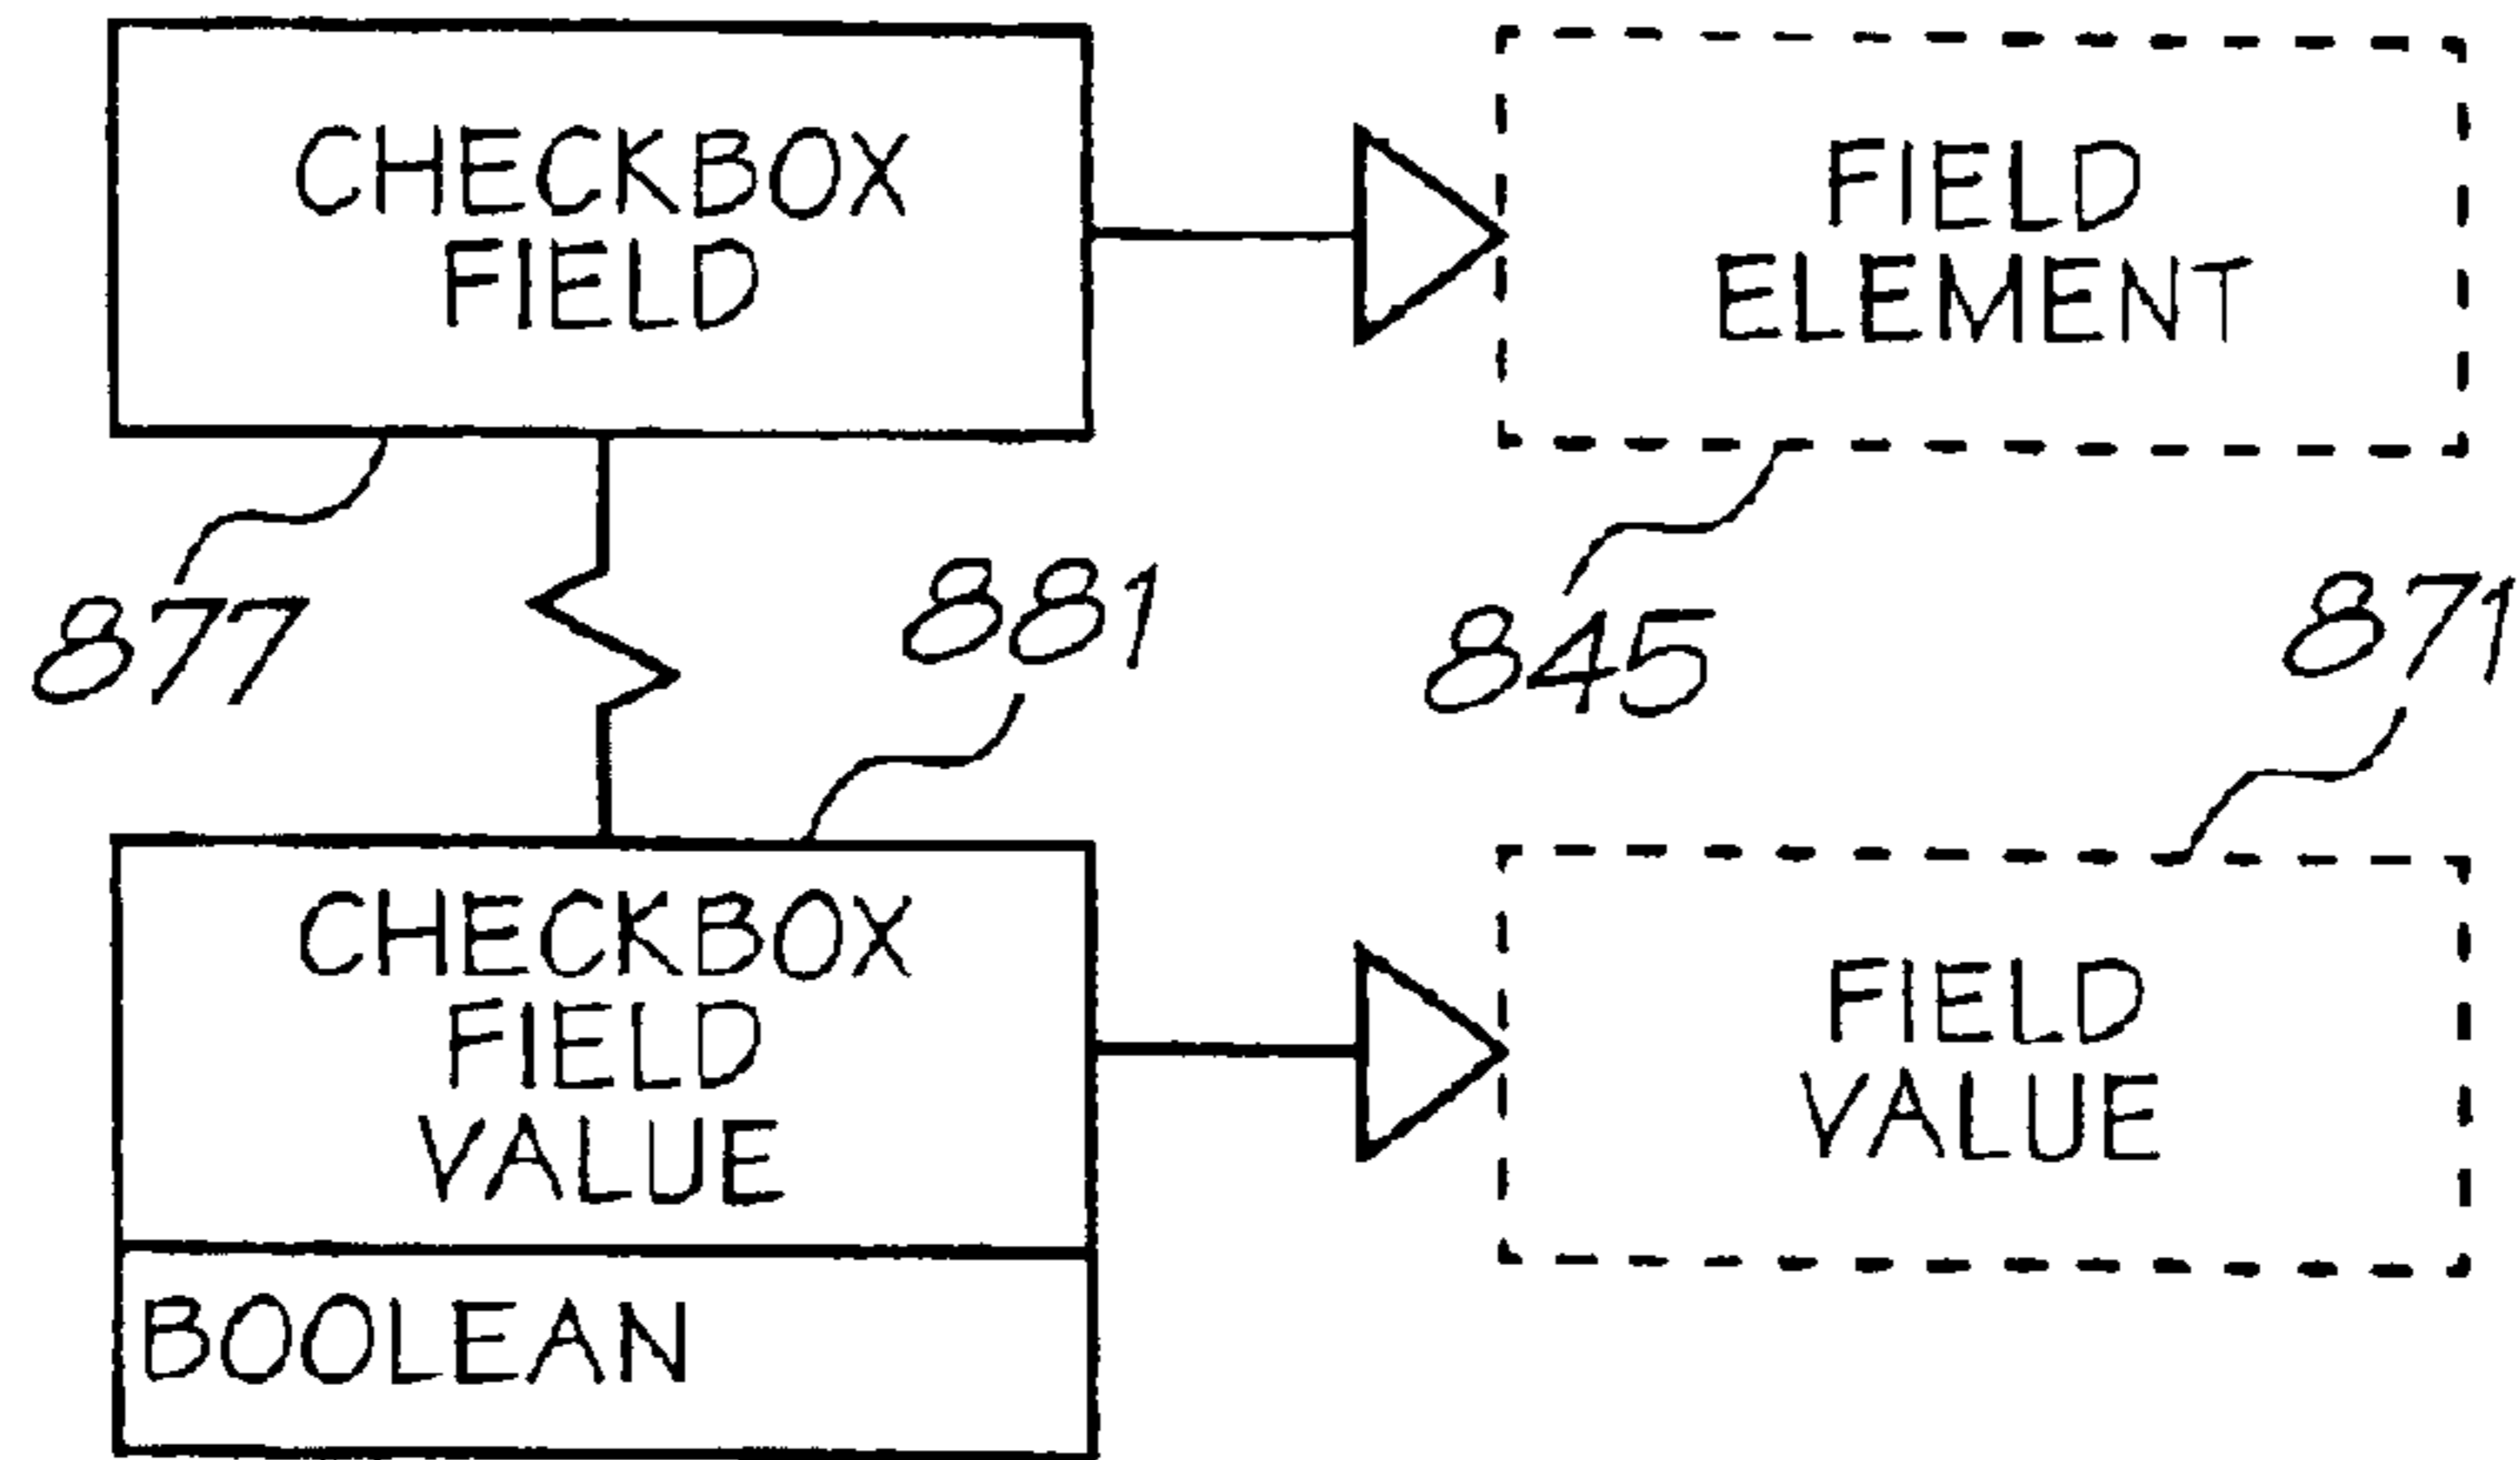 CHECKBOX
FIELD
FIELD
ELEMENT
877
881
845
871
CHECKBOX
FIELD
VALUE
BOOLEAN
FIELD
VALUE